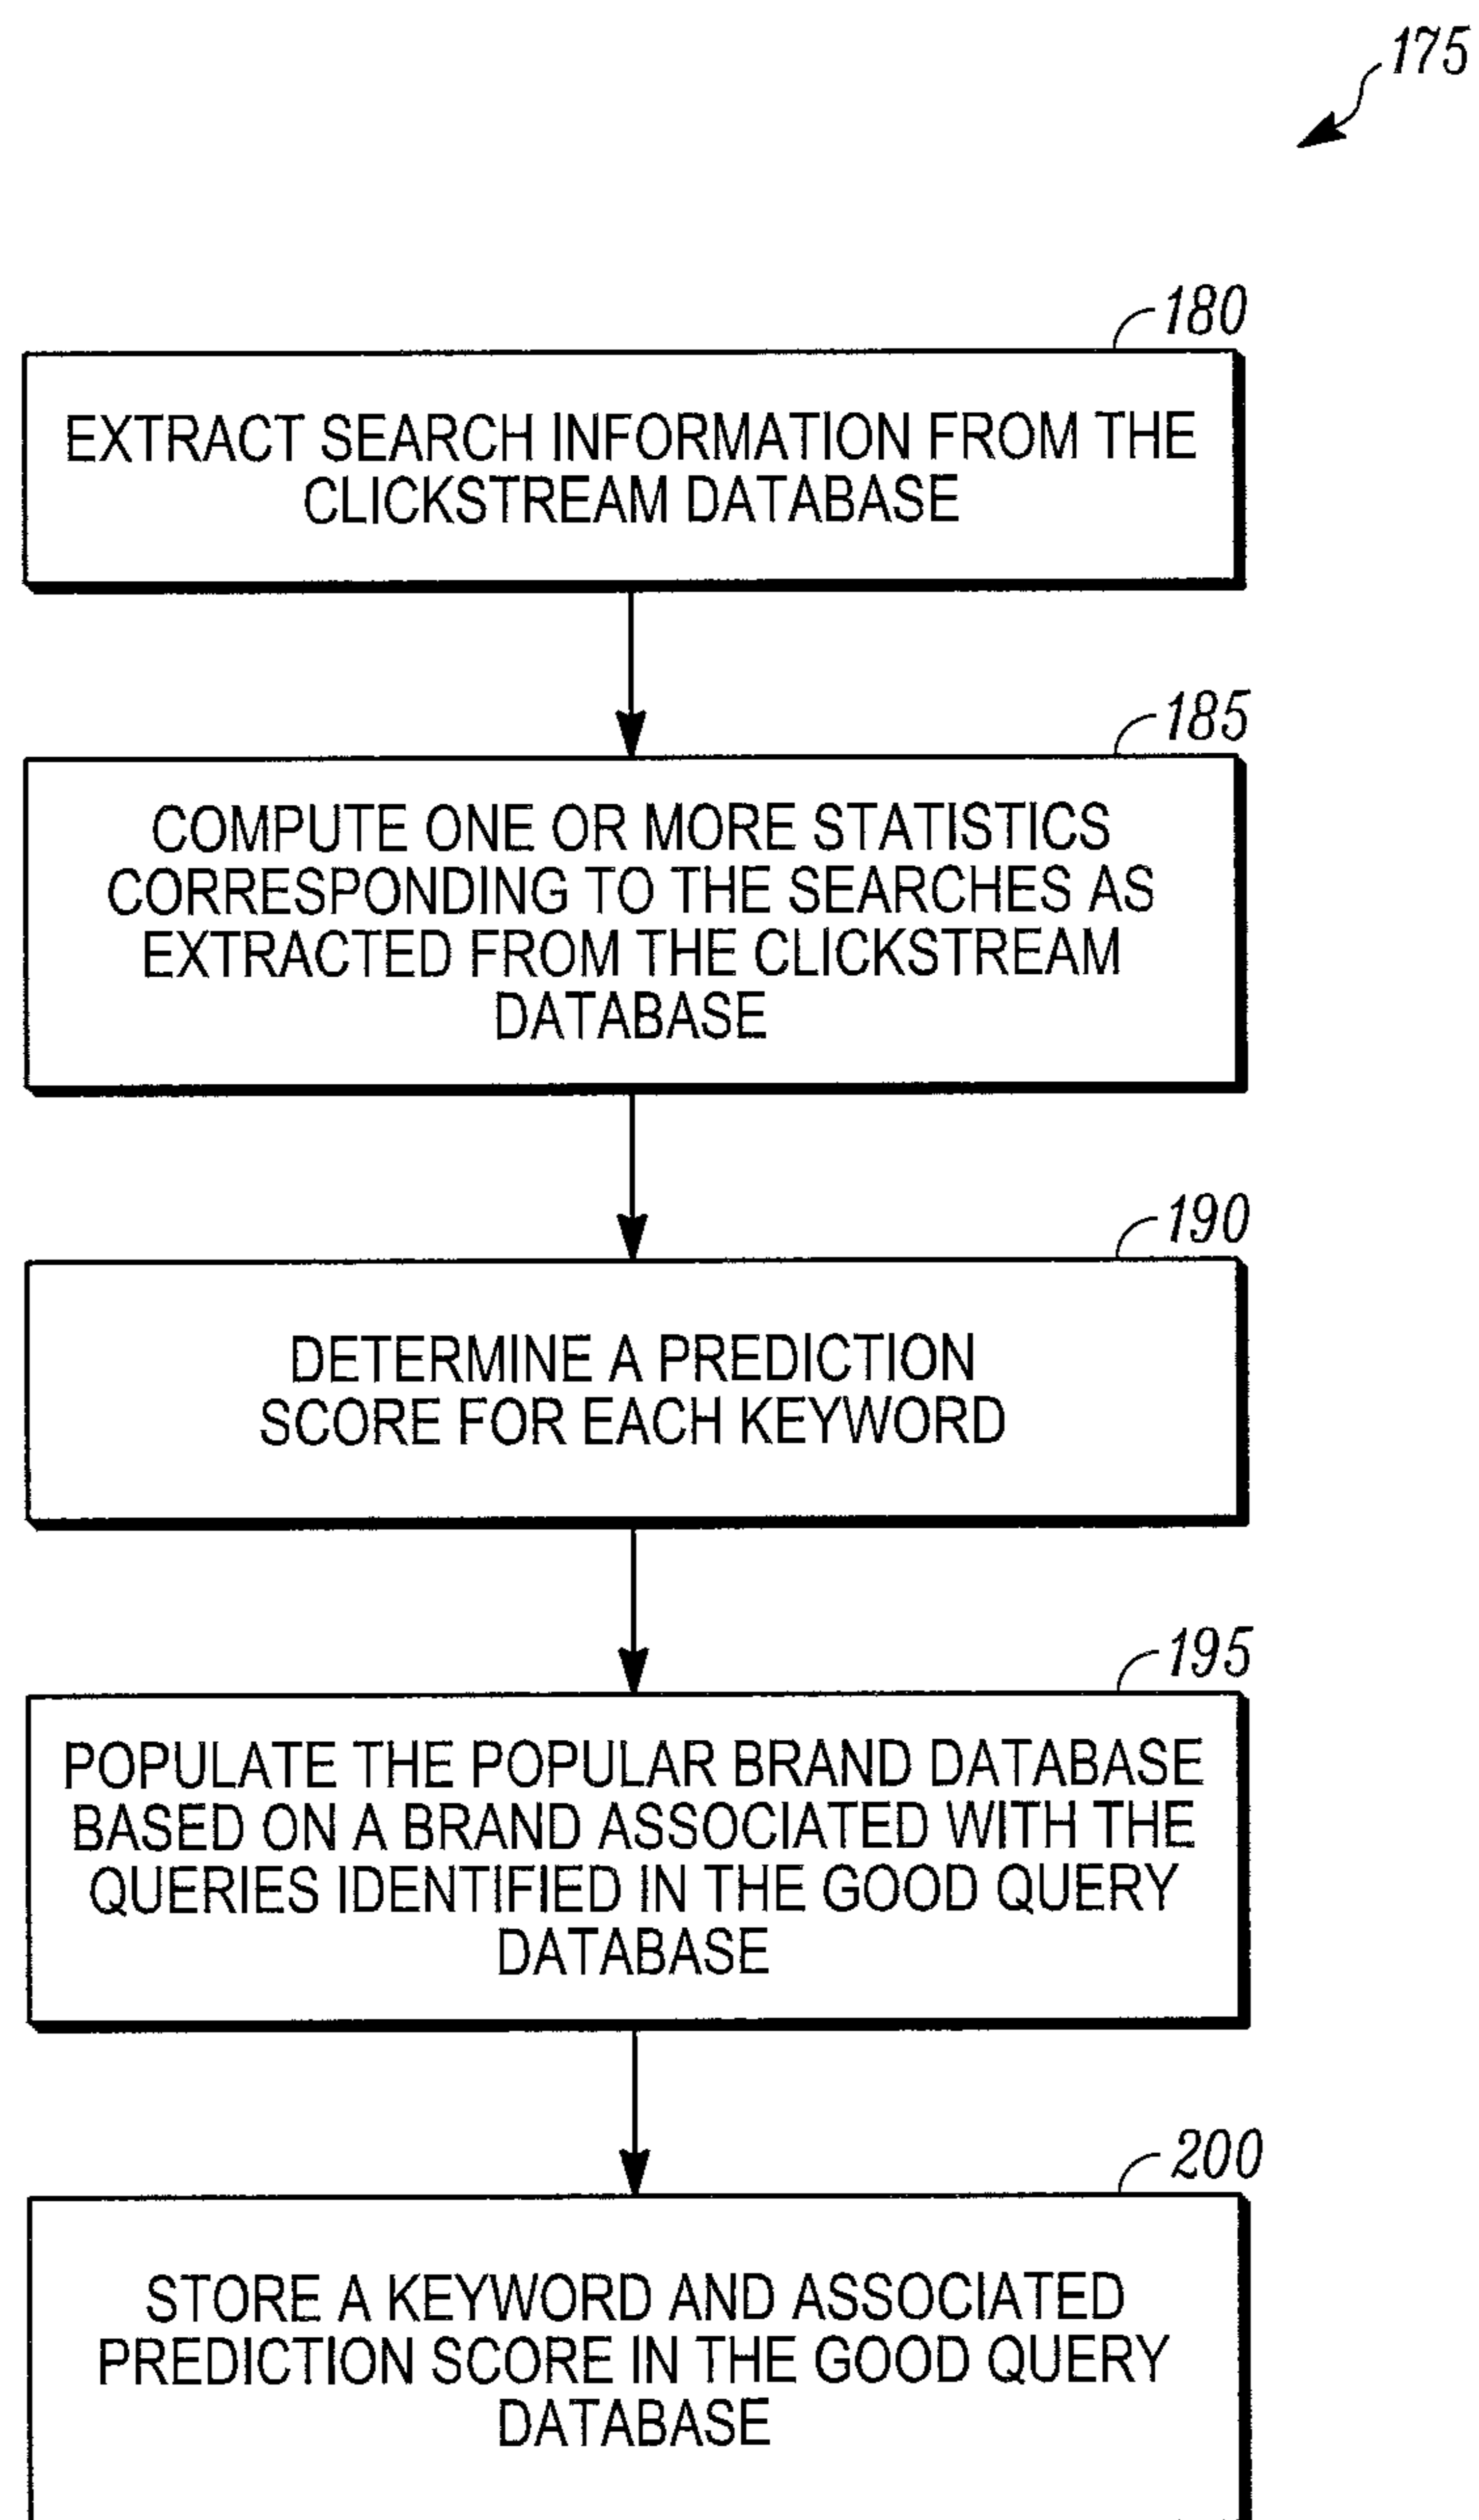 175
180
EXTRACT SEARCH INFORMATION FROM THE
CLICKSTREAM DATABASE
185
COMPUTE ONE OR MORE STATISTICS
CORRESPONDING TO THE SEARCHES AS
EXTRACTED FROM THE CLICKSTREAM
DATABASE
190
DETERMINE A PREDICTION
SCORE FOR EACH KEYWORD
195
POPULATE THE POPULAR BRAND DATABASE
BASED ON A BRAND ASSOCIATED WITH THE
QUERIES IDENTIFIED IN THE GOOD QUERY
DATABASE
200
STORE A KEYWORD AND ASSOCIATED
PREDICTION SCORE IN THE GOOD QUERY
DATABASE